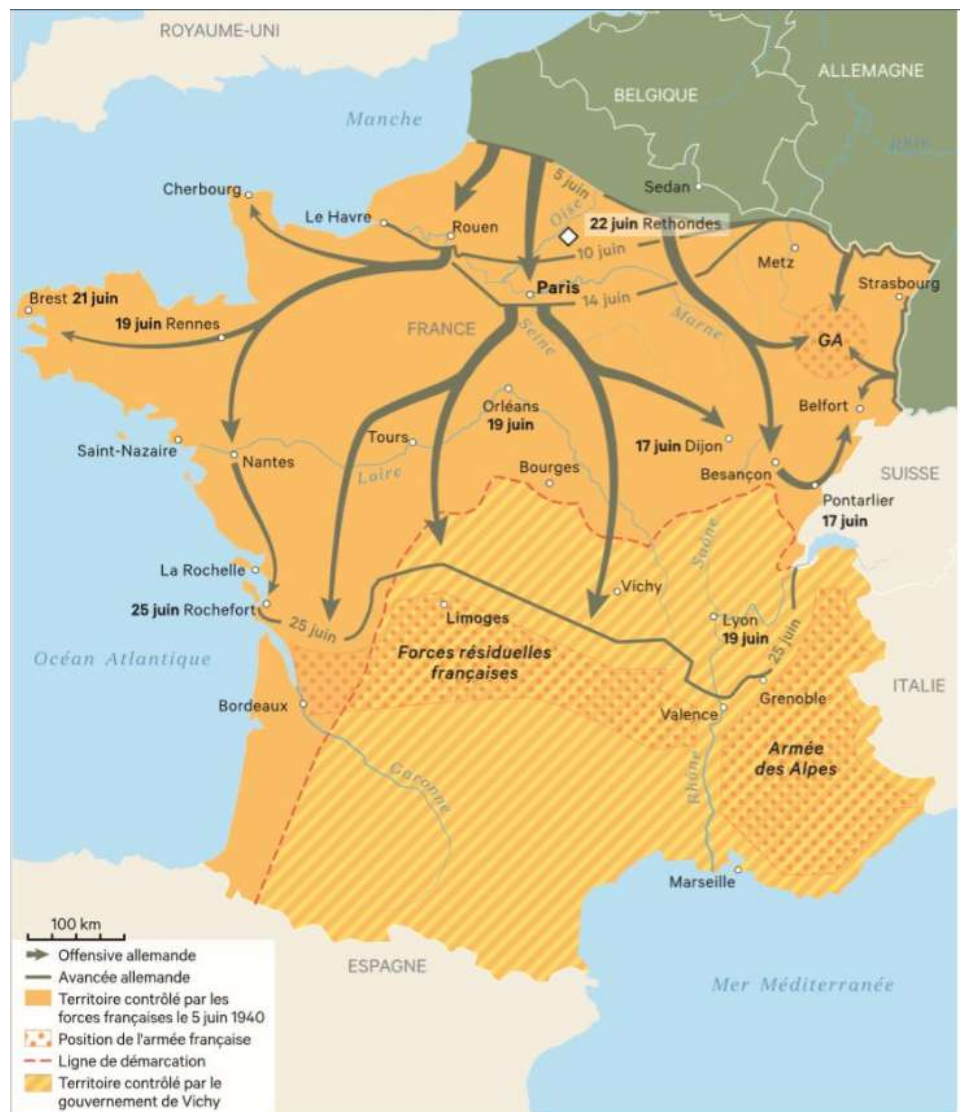 ROYAUME-UNI
ALLEMAGNE
BELGIQUE
Manche
Rhin
Sedan
Cherbourg
5 juin
Oise
Le Havre
Rouen
22 juin Rethondes
10 juin
Metz
Paris
Strasbourg
Brest 21 juin
14 juin
19 juin Rennes
FRANCE
Seine
Marne
GA
Orléans
19 juin
Belfort
Tours
17 juin Dijon
Saint-Nazaire
Nantes
Loire
Bourges
Besançon
SUISSE
Pontarlier
17 juin
Saône
La Rochelle
Vichy
25 juin Rochefort
25 juin
Limoges
Lyon
19 juin
25 juin
Océan Atlantique
Forces résiduelles
françaises
ITALIE
Grenoble
Bordeaux
Valence
Armée
des Alpes
Garonne
Rhône
Marseille
100 km
ESPAGNE
Mer Méditerranée
Offensive allemande
Avancée allemande
Territoire contrôlé par les
forces françaises le 5 juin 1940
Position de l'armée française
Ligne de démarcation
Territoire contrôlé par le
gouvernement de Vichy